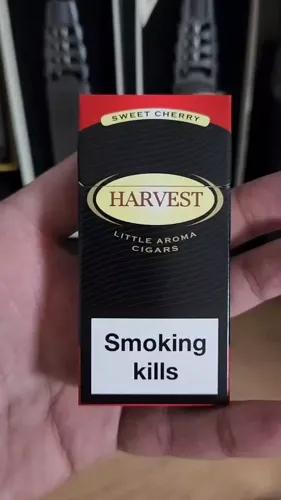 SWEET CHERRY
HARVEST
LITTLE AROMA
CIGARS
Smoking
kills